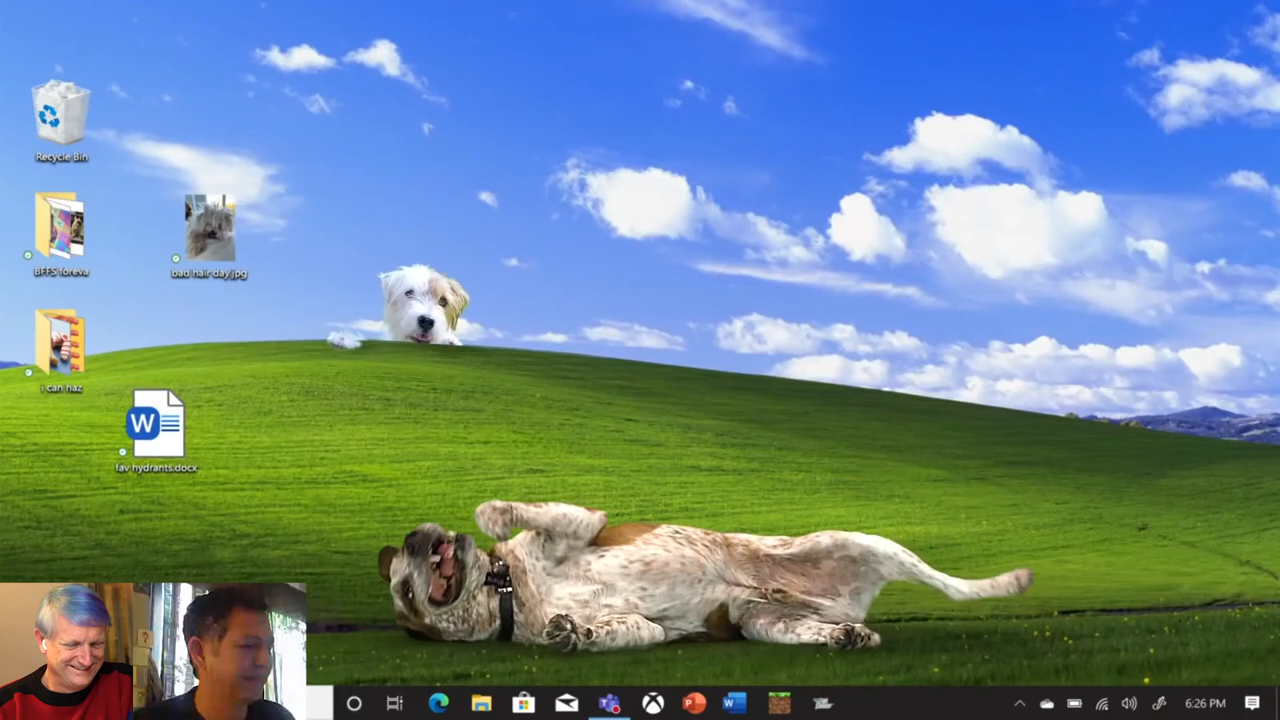 Recycle Bin
BFFS foreva
bad hair day.jpg
i can haz
W
fav hydrants.docx
P
W
6:26 PM